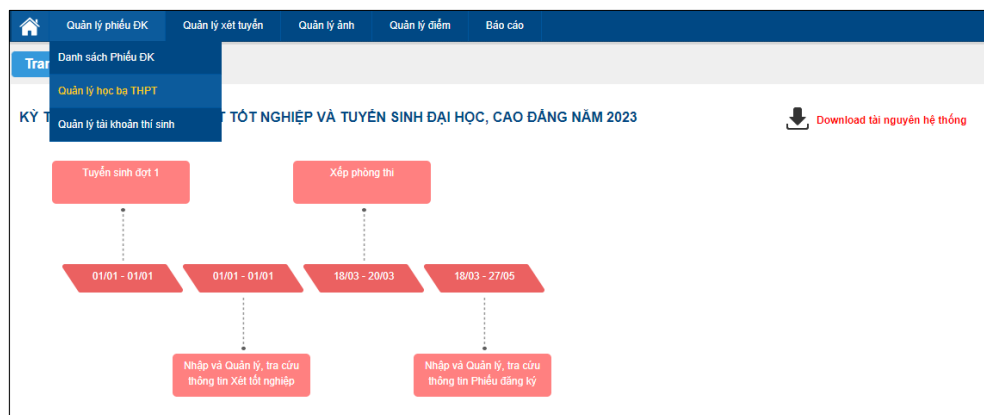 Quản lý phiếu ĐK Quản lý xét tuyển Quản lý ảnh Quản lý điểm Báo cáo
Danh sách Phiếu ĐK
Quản lý học bạ THPT
Quản lý tài khoản thí sinh
TỐT NGHIỆP VÀ TUYỂN SINH ĐẠI HỌC, CAO ĐẲNG NĂM 2023
Download tài nguyên hệ thống
Tuyển sinh đợt 1 Xếp phòng thi
01/01 - 01/01 01/01 - 01/01 18/03 - 20/03 18/03 - 27/05
Nhập và Quản lý, tra cứu
thông tin Xét tốt nghiệp
Nhập và Quản lý, tra cứu
thông tin Phiếu đăng ký